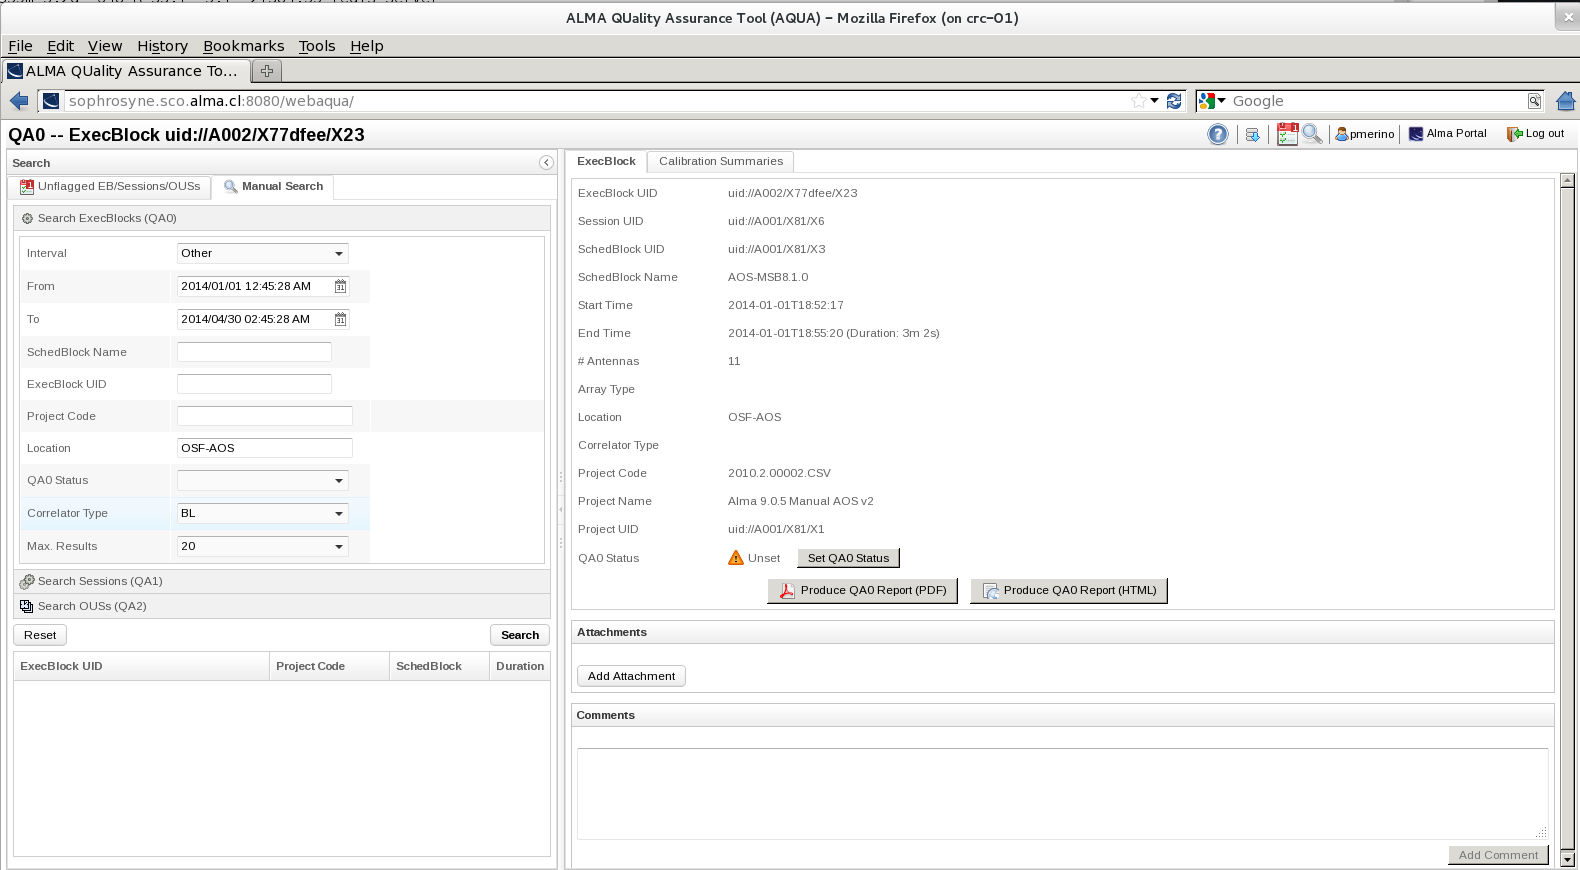 ALMA QUality Assurance Tool (AQUA) – Mozilla Firefox (on crc–01)
File Edit View History Bookmarks Tools Help
ALMA QUality Assurance To...
sophrosyne.sco.alma.cl:8080/webaqua/
Google
QA0 -- ExecBlock uid://A002/X77dfee/X23
pmerino Alma Portal Log out
Search
Unflagged EB/Sessions/OUSs Manual Search
Search ExecBlocks (QA0)
Interval Other
From 2014/01/01 12:45:28 AM
To 2014/04/30 02:45:28 AM
SchedBlock Name
ExecBlock UID
Project Code
Location OSF-AOS
QA0 Status
Correlator Type BL
Max. Results 20
Search Sessions (QA1)
Search OUSs (QA2)
Reset Search
ExecBlock UID Project Code SchedBlock Duration
ExecBlock Calibration Summaries
ExecBlock UID uid://A002/X77dfee/X23
Session UID uid://A001/X81/X6
SchedBlock UID uid://A001/X81/X3
SchedBlock Name AOS-MSB8.1.0
Start Time 2014-01-01T18:52:17
End Time 2014-01-01T18:55:20 (Duration: 3m 2s)
# Antennas 11
Array Type
Location OSF-AOS
Correlator Type
Project Code 2010.2.00002.CSV
Project Name Alma 9.0.5 Manual AOS v2
Project UID uid://A001/X81/X1
QA0 Status Unset Set QA0 Status
Produce QA0 Report (PDF) Produce QA0 Report (HTML)
Attachments
Add Attachment
Comments
Add Comment